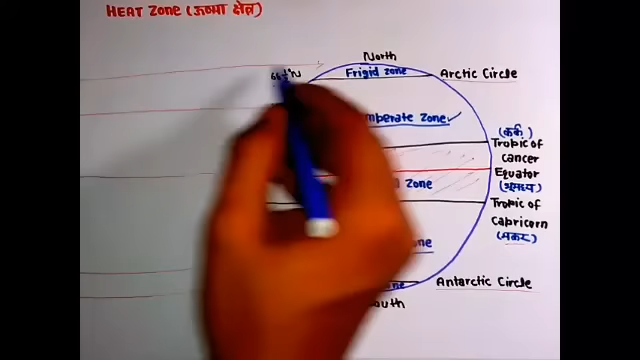 HEAT ZONE (ऊष्मा क्षेत्र)
North
66½°N Frigid zone Arctic Circle
mperate Zone
(कर्क)
Tropic of
cancer
Equator
Zone (भूमध्य)
Tropic of
capricorn
(मकर)
one
Antarctic Circle
outh